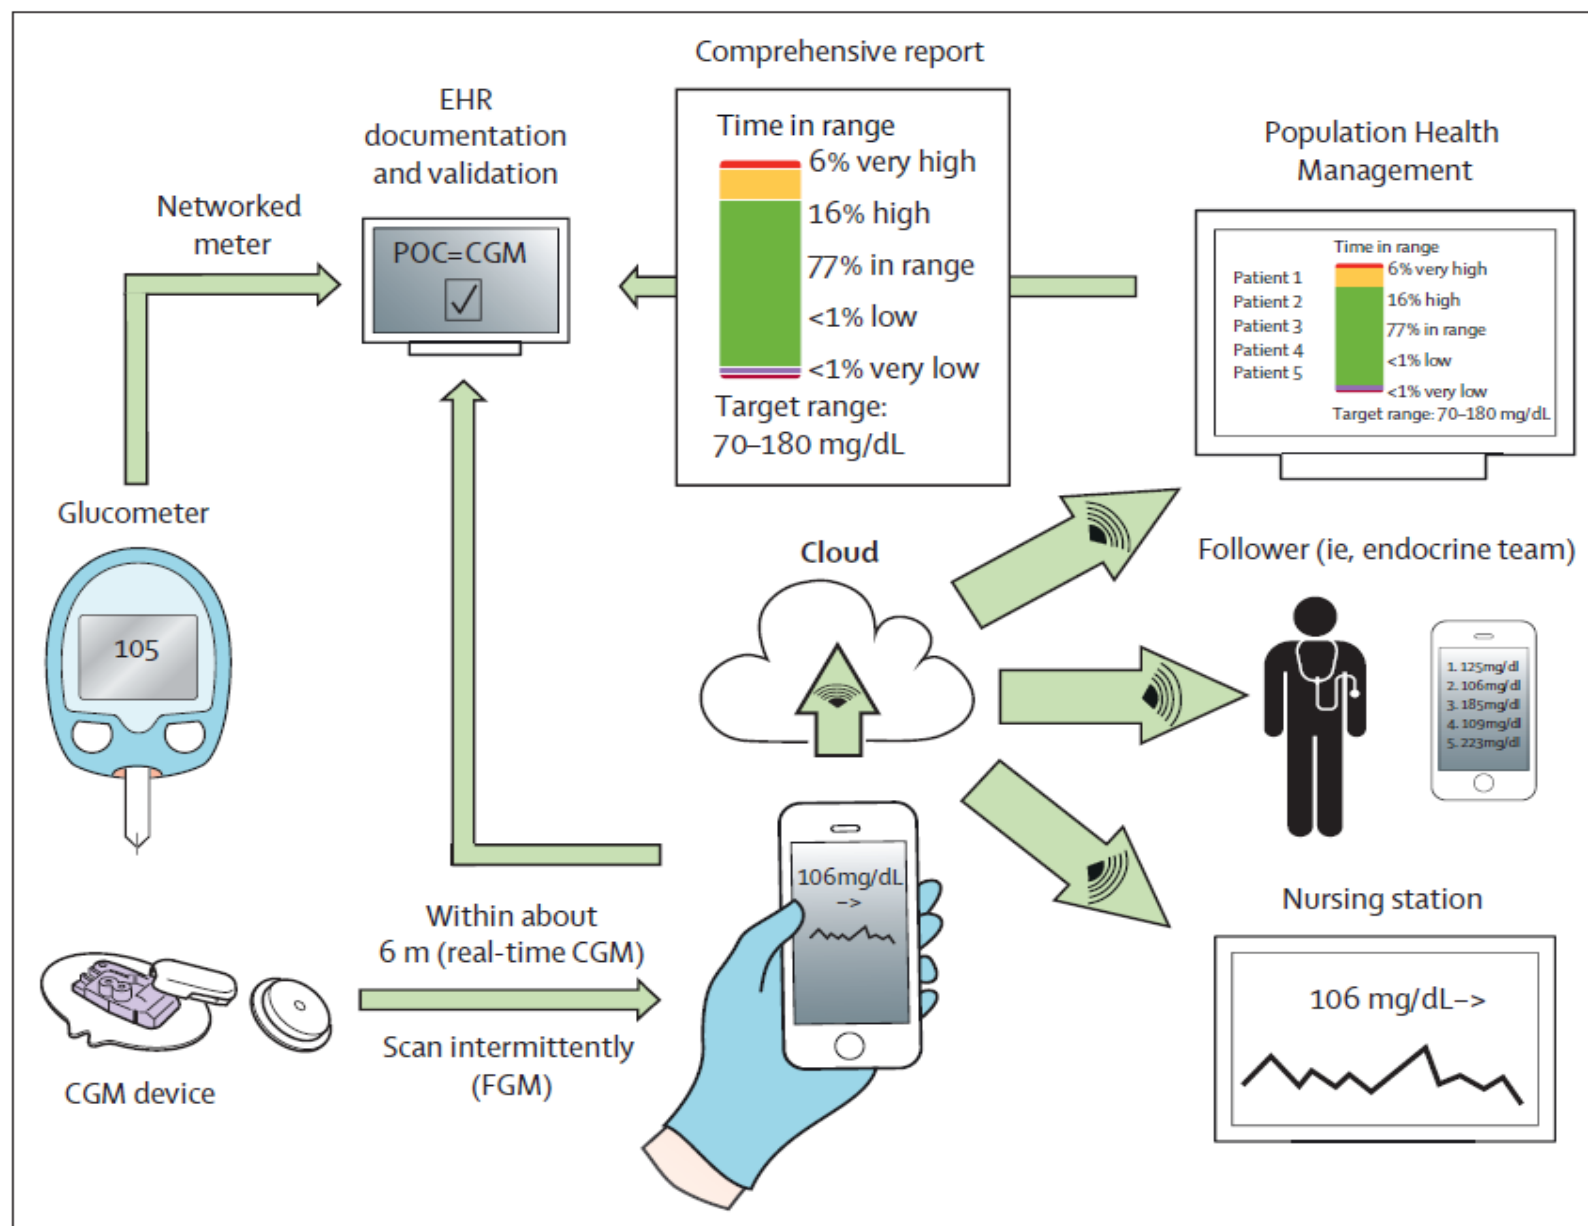 Comprehensive report
EHR
documentation
and validation
Networked
meter
POC=CGM
Time in range
6% very high
16% high
77% in range
<1% low
<1% very low
Target range:
70–180 mg/dL
Population Health
Management
Time in range
Patient 1
Patient 2
Patient 3
Patient 4
Patient 5
6% very high
16% high
77% in range
<1% low
<1% very low
Target range: 70–180 mg/dL
Glucometer
105
Cloud
Follower (ie, endocrine team)
1. 125mg/dl
2. 106mg/dl
3. 185mg/dl
4. 109mg/dl
5. 223mg/dl
106mg/dL
–>
Within about
6 m (real-time CGM)
Scan intermittently
(FGM)
CGM device
Nursing station
106 mg/dL–>